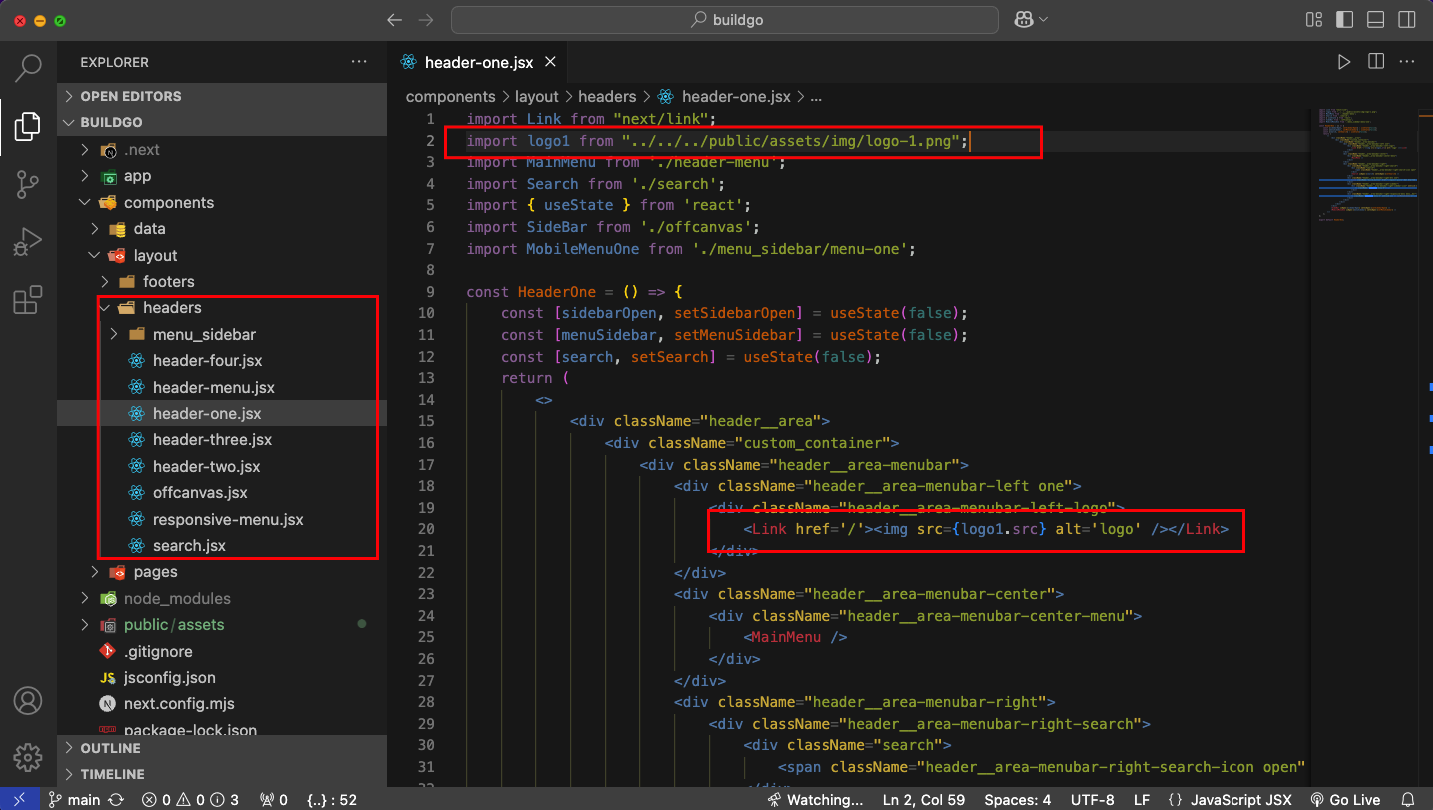 buildgo
EXPLORER
OPEN EDITORS
BUILDGO
.next
app
components
data
layout
footers
headers
menu_sidebar
header-four.jsx
header-menu.jsx
header-one.jsx
header-three.jsx
header-two.jsx
offcanvas.jsx
responsive-menu.jsx
search.jsx
pages
node_modules
public/assets
.gitignore
JS jsconfig.json
N next.config.mjs
package-lock.json
OUTLINE
TIMELINE
header-one.jsx
components > layout > headers > header-one.jsx > ...
1 import Link from "next/link";
2 import logo1 from "../../../public/assets/img/logo-1.png";
3 import MainMenu from './header-menu';
4 import Search from './search';
5 import { useState } from 'react';
6 import SideBar from './offcanvas';
7 import MobileMenuOne from './menu_sidebar/menu-one';
8
9 const HeaderOne = () => {
10 const [sidebarOpen, setSidebarOpen] = useState(false);
11 const [menuSidebar, setMenuSidebar] = useState(false);
12 const [search, setSearch] = useState(false);
13 return (
14 <>
15 <div className="header__area">
16 <div className="custom_container">
17 <div className="header__area-menubar">
18 <div className="header__area-menubar-left one">
19 <div className="header__area-menubar-left-logo">
20 <Link href='/'><img src={logo1.src} alt='logo' /></Link>
21 </div>
22 </div>
23 <div className="header__area-menubar-center">
24 <div className="header__area-menubar-center-menu">
25 <MainMenu />
26 </div>
27 </div>
28 <div className="header__area-menubar-right">
29 <div className="header__area-menubar-right-search">
30 <div className="search">
31 <span className="header__area-menubar-right-search-icon open"
main 0 0 3 0 {..} : 52 Watching... Ln 2, Col 59 Spaces: 4 UTF-8 LF {} JavaScript JSX Go Live